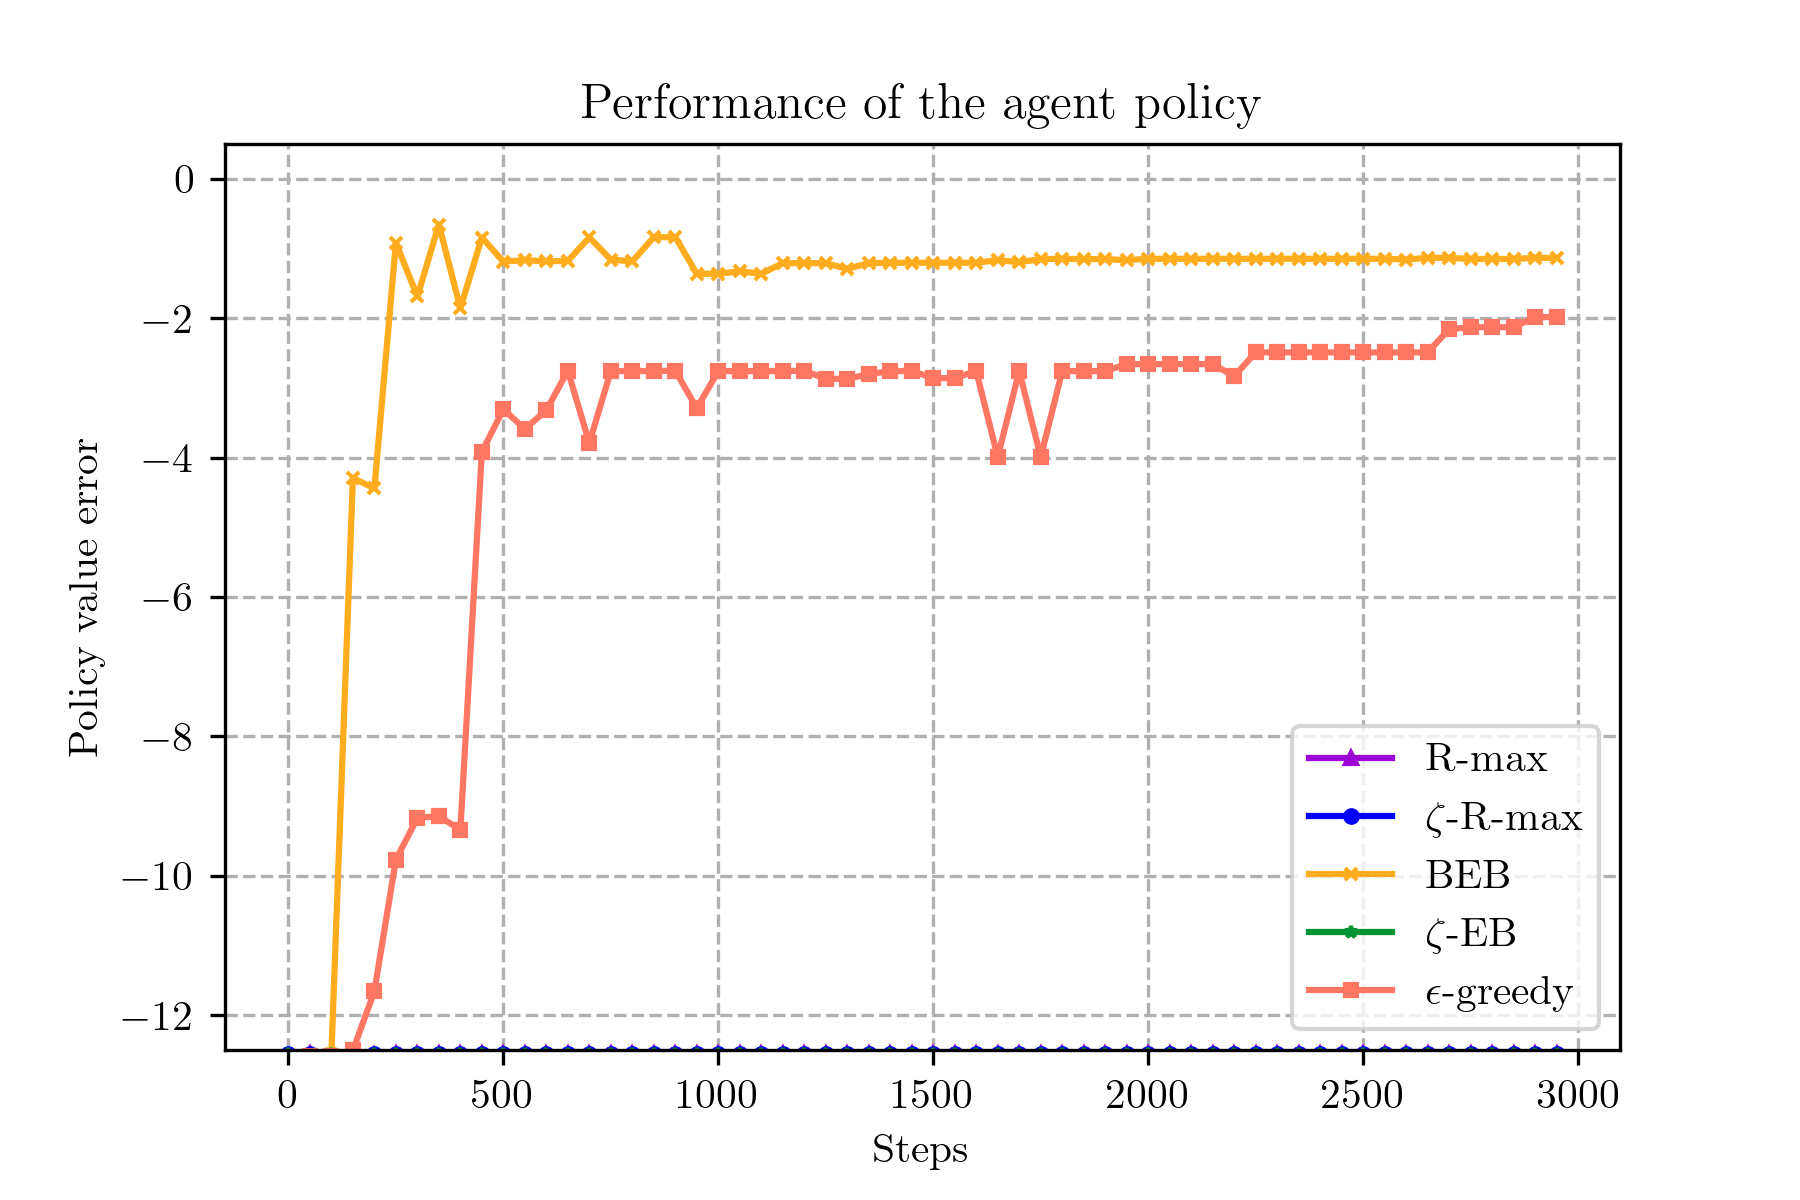 Performance of the agent policy
0
−2
−4
−6
−8
−10
−12
Policy value error
R-max
ζ-R-max
BEB
ζ-EB
ϵ-greedy
0 500 1000 1500 2000 2500 3000
Steps